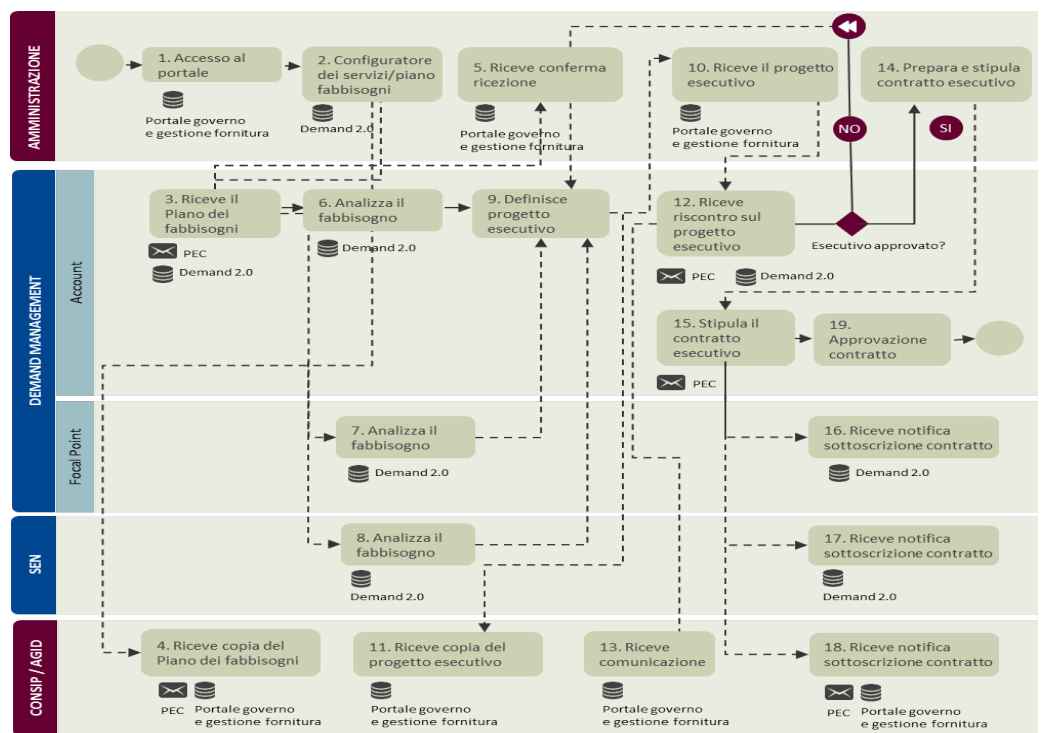 AMMINISTRAZIONE
1. Accesso al
portale
Portale governo
e gestione fornitura
2. Configuratore
dei servizi/piano
fabbisogni
Demand 2.0
5. Riceve conferma
ricezione
Portale governo
e gestione fornitura
10. Riceve il progetto
esecutivo
Portale governo
e gestione fornitura
14. Prepara e stipula
contratto esecutivo
NO
SI
DEMAND MANAGEMENT
Account
3. Riceve il
Piano dei
fabbisogni
PEC
Demand 2.0
6. Analizza il
fabbisogno
Demand 2.0
9. Definisce
progetto
esecutivo
12. Riceve
riscontro sul
progetto
esecutivo
PEC
Demand 2.0
Esecutivo approvato?
15. Stipula il
contratto
esecutivo
PEC
19.
Approvazione
contratto
Focal Point
7. Analizza il
fabbisogno
Demand 2.0
16. Riceve notifica
sottoscrizione contratto
Demand 2.0
SEN
8. Analizza il
fabbisogno
Demand 2.0
17. Riceve notifica
sottoscrizione contratto
Demand 2.0
CONSIP / AGID
4. Riceve copia del
Piano dei fabbisogni
PEC
Portale governo
e gestione fornitura
11. Riceve copia del
progetto esecutivo
Portale governo
e gestione fornitura
13. Riceve
comunicazione
Portale governo
e gestione fornitura
18. Riceve notifica
sottoscrizione contratto
PEC
Portale governo
e gestione fornitura